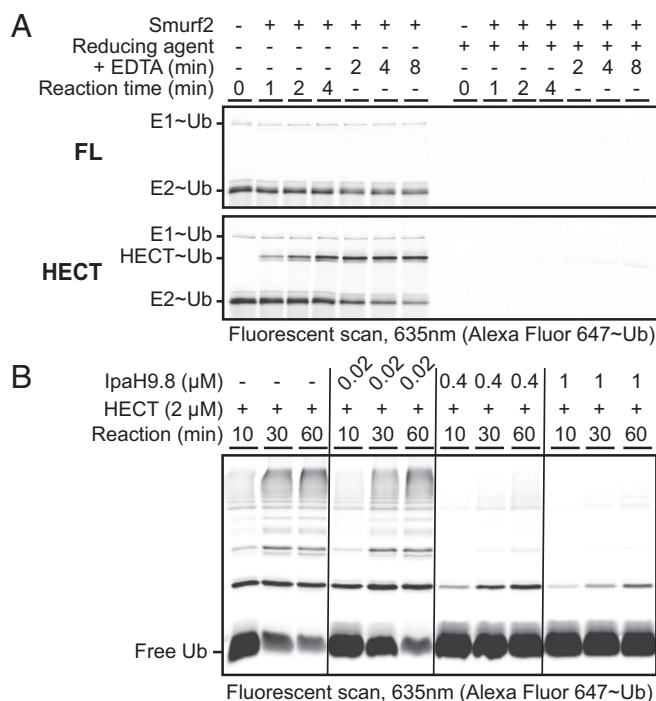 A
Smurf2 - + + + + + + - + + + + + +
Reducing agent - - - - - - - + + + + + + +
+ EDTA (min) - - - - 2 4 8 - - - - 2 4 8
Reaction time (min) 0 1 2 4 - - - 0 1 2 4 - - -
E1~Ub
FL
E2~Ub
E1~Ub
HECT~Ub
HECT
E2~Ub
Fluorescent scan, 635nm (Alexa Fluor 647~Ub)
B
IpaH9.8 (µM) - - - 0.02 0.02 0.02 0.4 0.4 0.4 1 1 1
HECT (2 µM) + + + + + + + + + + + +
Reaction (min) 10 30 60 10 30 60 10 30 60 10 30 60
Free Ub
Fluorescent scan, 635nm (Alexa Fluor 647~Ub)